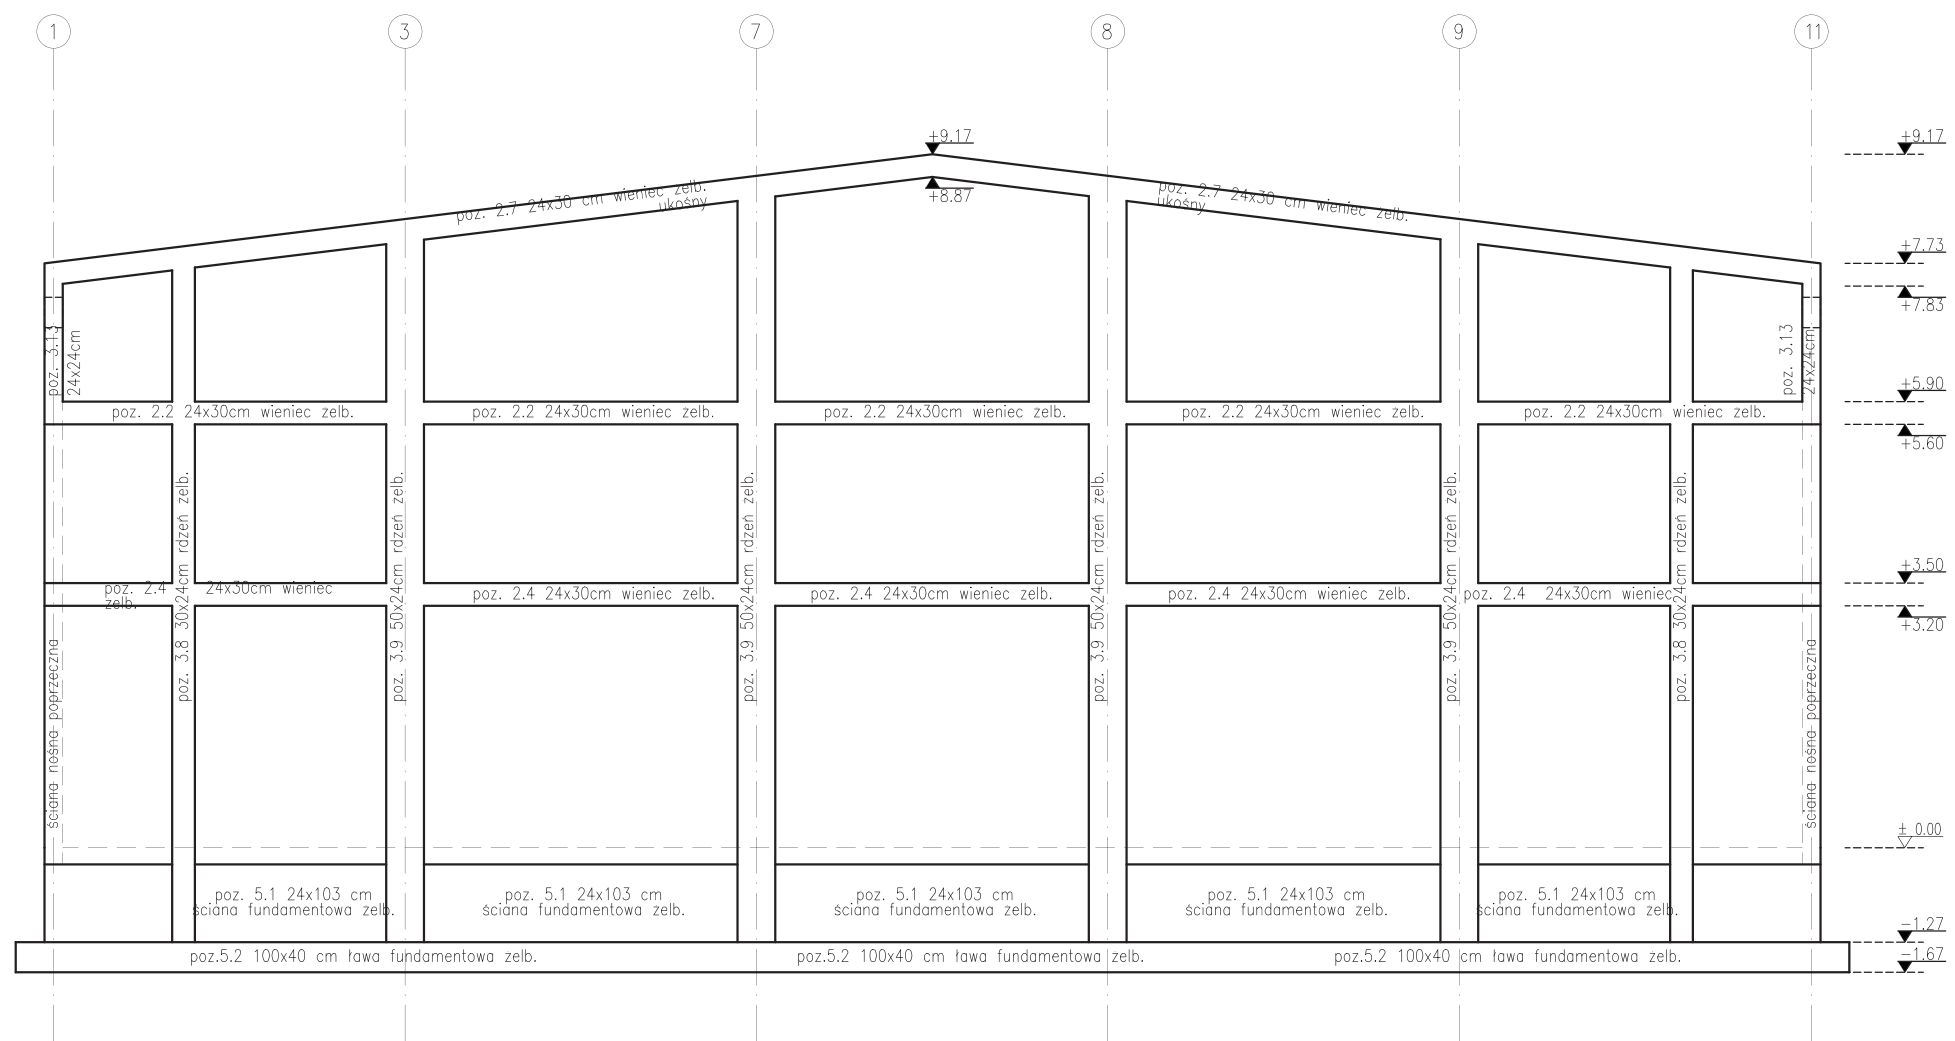 1
3
7
8
9
11
+9.17
+9.17
poz. 2.7 24x30 cm wieniec żelb.
ukośny
+8.87
poz. 2.7 24x30 cm wieniec żelb.
ukośny
+7.73
+7.83
poz. 3.13
24x24cm
poz. 3.13
24x24cm
+5.90
poz. 2.2 24x30cm wieniec żelb.
poz. 2.2 24x30cm wieniec żelb.
poz. 2.2 24x30cm wieniec żelb.
poz. 2.2 24x30cm wieniec żelb.
poz. 2.2 24x30cm wieniec żelb.
+5.60
poz. 3.8 30x24cm rdzeń żelb.
poz. 3.9 50x24cm rdzeń żelb.
poz. 3.9 50x24cm rdzeń żelb.
poz. 3.9 50x24cm rdzeń żelb.
poz. 3.9 50x24cm rdzeń żelb.
poz. 3.8 30x24cm rdzeń żelb.
+3.50
poz. 2.4 24x30cm wieniec
żelb.
poz. 2.4 24x30cm wieniec żelb.
poz. 2.4 24x30cm wieniec żelb.
poz. 2.4 24x30cm wieniec żelb.
poz. 2.4 24x30cm wieniec
+3.20
ściana nośna poprzeczna
ściana nośna poprzeczna
± 0.00
poz. 5.1 24x103 cm
ściana fundamentowa żelb.
poz. 5.1 24x103 cm
ściana fundamentowa żelb.
poz. 5.1 24x103 cm
ściana fundamentowa żelb.
poz. 5.1 24x103 cm
ściana fundamentowa żelb.
poz. 5.1 24x103 cm
ściana fundamentowa żelb.
-1.27
poz.5.2 100x40 cm ława fundamentowa żelb.
poz.5.2 100x40 cm ława fundamentowa żelb.
poz.5.2 100x40 cm ława fundamentowa żelb.
-1.67